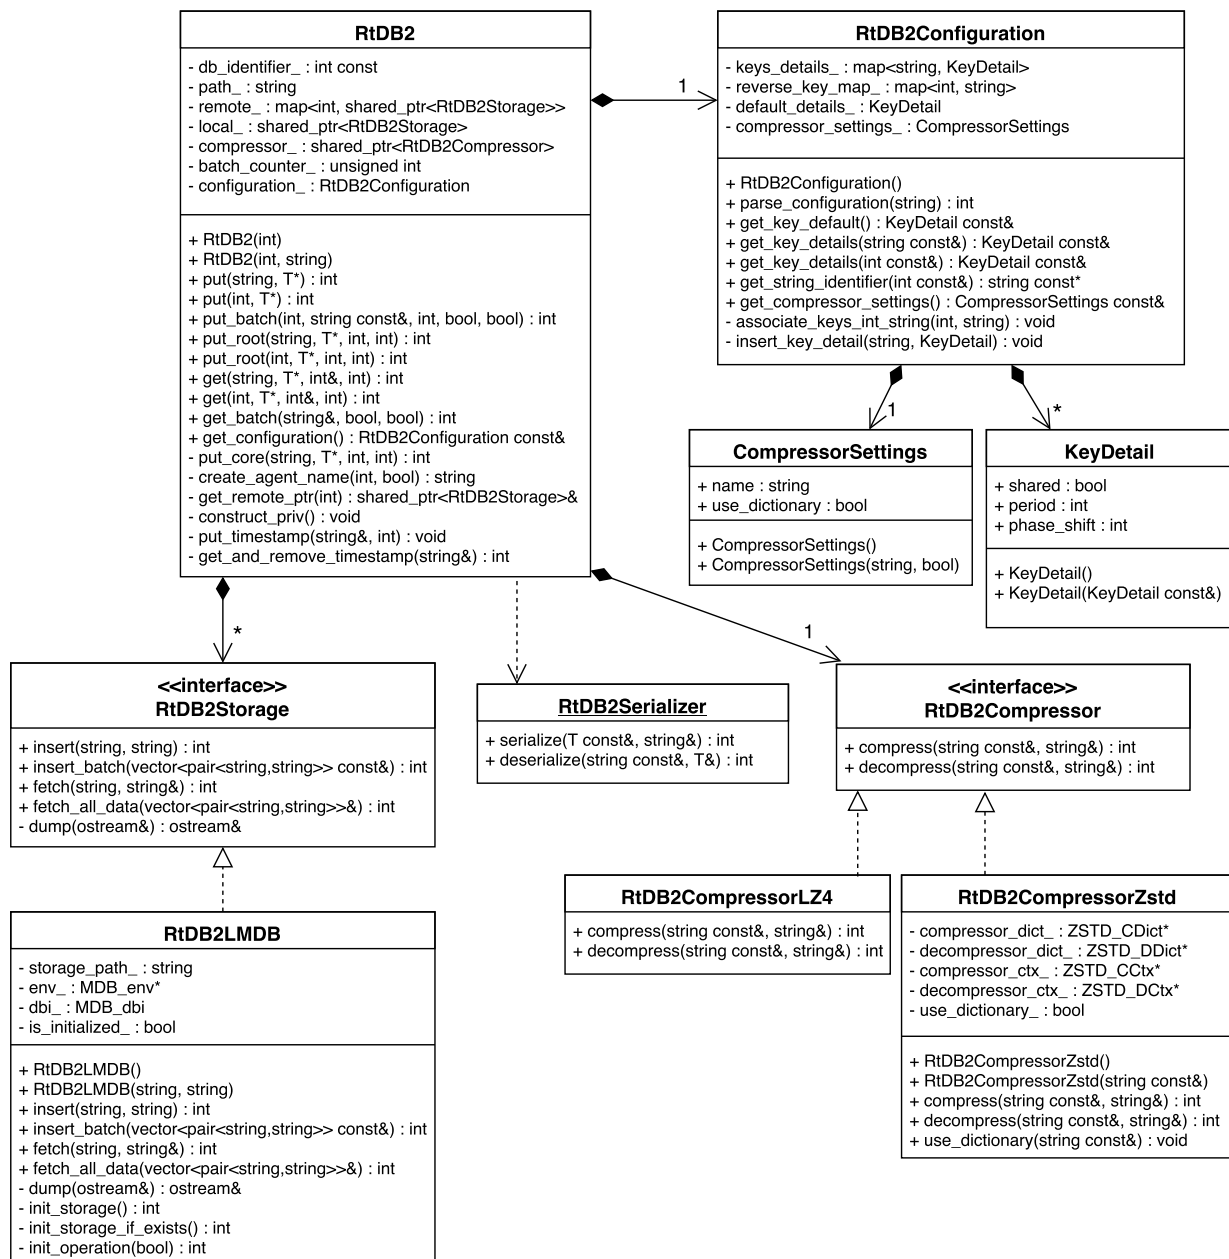 RtDB2
- db_identifier_ : int const
- path_ : string
- remote_ : map<int, shared_ptr<RtDB2Storage>>
- local_ : shared_ptr<RtDB2Storage>
- compressor_ : shared_ptr<RtDB2Compressor>
- batch_counter_ : unsigned int
- configuration_ : RtDB2Configuration
+ RtDB2(int)
+ RtDB2(int, string)
+ put(string, T*) : int
+ put(int, T*) : int
+ put_batch(int, string const&, int, bool, bool) : int
+ put_root(string, T*, int, int) : int
+ put_root(int, T*, int, int) : int
+ get(string, T*, int&, int) : int
+ get(int, T*, int&, int) : int
+ get_batch(string&, bool, bool) : int
+ get_configuration() : RtDB2Configuration const&
- put_core(string, T*, int, int) : int
- create_agent_name(int, bool) : string
- get_remote_ptr(int) : shared_ptr<RtDB2Storage>&
- construct_priv() : void
- put_timestamp(string&, int) : void
- get_and_remove_timestamp(string&) : int
1
RtDB2Configuration
- keys_details_ : map<string, KeyDetail>
- reverse_key_map_ : map<int, string>
- default_details_ : KeyDetail
- compressor_settings_ : CompressorSettings
+ RtDB2Configuration()
+ parse_configuration(string) : int
+ get_key_default() : KeyDetail const&
+ get_key_details(string const&) : KeyDetail const&
+ get_key_details(int const&) : KeyDetail const&
+ get_string_identifier(int const&) : string const*
+ get_compressor_settings() : CompressorSettings const&
- associate_keys_int_string(int, string) : void
- insert_key_detail(string, KeyDetail) : void
1
*
CompressorSettings
+ name : string
+ use_dictionary : bool
+ CompressorSettings()
+ CompressorSettings(string, bool)
KeyDetail
+ shared : bool
+ period : int
+ phase_shift : int
+ KeyDetail()
+ KeyDetail(KeyDetail const&)
*
1
<<interface>>
RtDB2Storage
+ insert(string, string) : int
+ insert_batch(vector<pair<string,string>> const&) : int
+ fetch(string, string&) : int
+ fetch_all_data(vector<pair<string,string>>&) : int
- dump(ostream&) : ostream&
RtDB2Serializer
+ serialize(T const&, string&) : int
+ deserialize(string const&, T&) : int
<<interface>>
RtDB2Compressor
+ compress(string const&, string&) : int
+ decompress(string const&, string&) : int
RtDB2LMDB
- storage_path_ : string
- env_ : MDB_env*
- dbi_ : MDB_dbi
- is_initialized_ : bool
+ RtDB2LMDB()
+ RtDB2LMDB(string, string)
+ insert(string, string) : int
+ insert_batch(vector<pair<string,string>> const&) : int
+ fetch(string, string&) : int
+ fetch_all_data(vector<pair<string,string>>&) : int
- dump(ostream&) : ostream&
- init_storage() : int
- init_storage_if_exists() : int
- init_operation(bool) : int
RtDB2CompressorLZ4
+ compress(string const&, string&) : int
+ decompress(string const&, string&) : int
RtDB2CompressorZstd
- compressor_dict_ : ZSTD_CDict*
- decompressor_dict_ : ZSTD_DDict*
- compressor_ctx_ : ZSTD_CCtx*
- decompressor_ctx_ : ZSTD_DCtx*
- use_dictionary_ : bool
+ RtDB2CompressorZstd()
+ RtDB2CompressorZstd(string const&)
+ compress(string const&, string&) : int
+ decompress(string const&, string&) : int
+ use_dictionary(string const&) : void